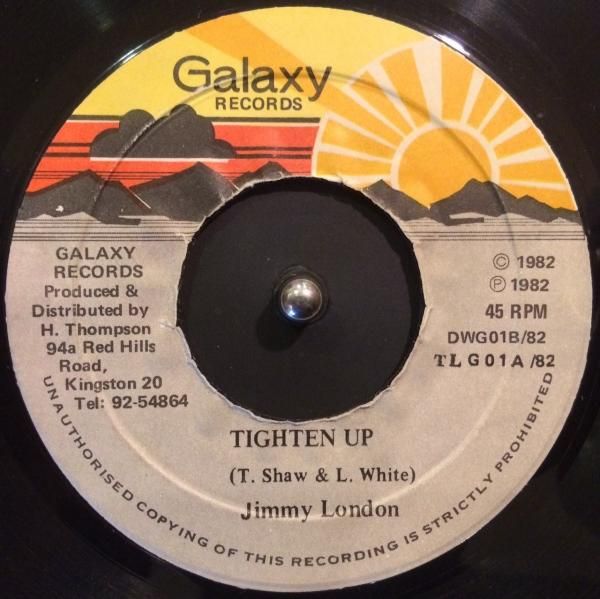 Galaxy
RECORDS
GALAXY
RECORDS
Produced &
Distributed by
H. Thompson
94a Red Hills
Road,
Kingston 20
Tel: 92-54864
© 1982
℗ 1982
45 RPM
DWG01B/82
TLG01A/82
TIGHTEN UP
(T. Shaw & L. White)
Jimmy London
UNAUTHORISED COPYING OF THIS RECORDING IS STRICTLY PROHIBITED